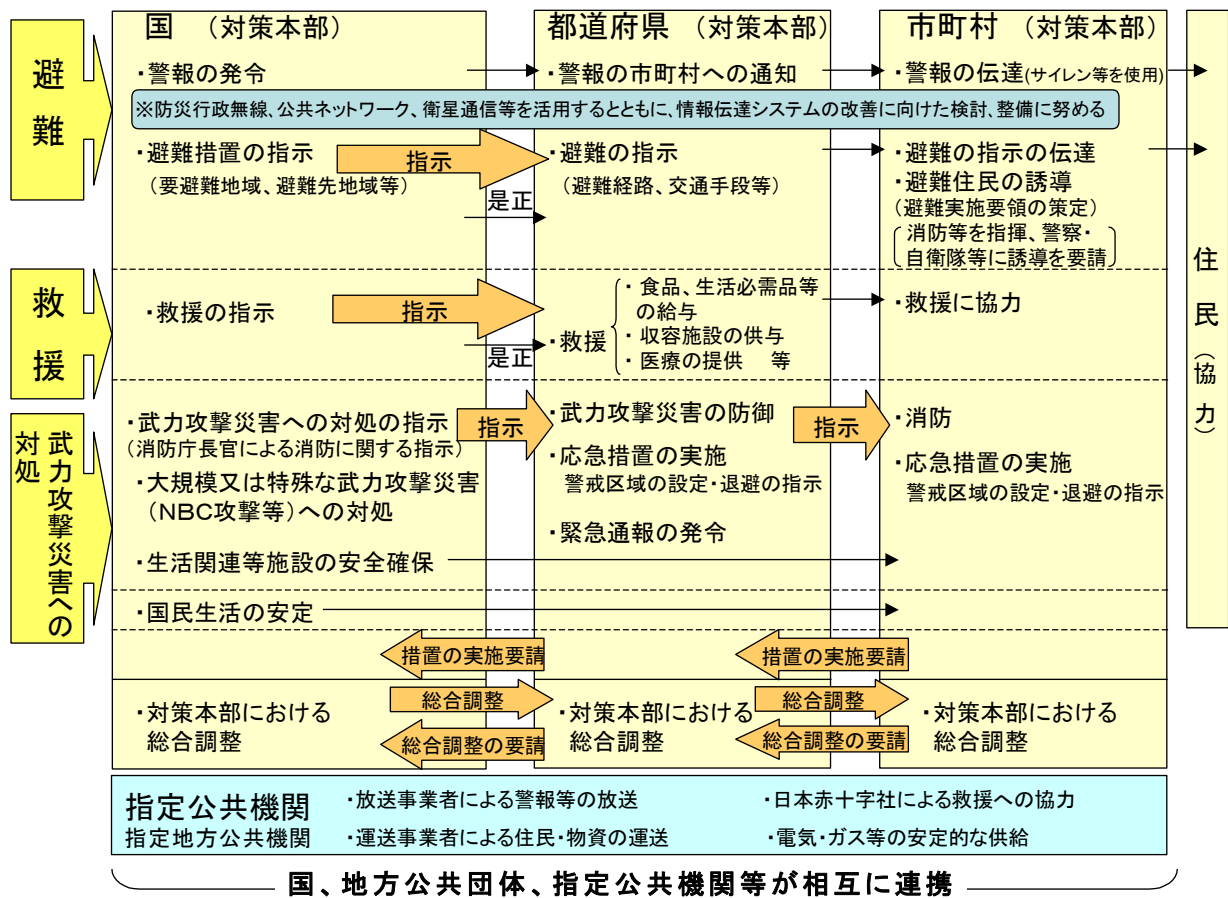 国 （対策本部）
都道府県 （対策本部）
市町村 （対策本部）
避難
・警報の発令
・警報の市町村への通知
・警報の伝達(サイレン等を使用)
※防災行政無線、公共ネットワーク、衛星通信等を活用するとともに、情報伝達システムの改善に向けた検討、整備に努める
・避難措置の指示
（要避難地域、避難先地域等）
指示
是正
・避難の指示
（避難経路、交通手段等）
・避難の指示の伝達
・避難住民の誘導
（避難実施要領の策定）
消防等を指揮、警察・
自衛隊等に誘導を要請
住民（協力）
救援
・救援の指示
指示
是正
・救援
・食品、生活必需品等
の給与
・収容施設の供与
・医療の提供 等
・救援に協力
武力攻撃災害への
対処
・武力攻撃災害への対処の指示
（消防庁長官による消防に関する指示）
・大規模又は特殊な武力攻撃災害
（NBC攻撃等）への対処
・生活関連等施設の安全確保
指示
・武力攻撃災害の防御
・応急措置の実施
警戒区域の設定・退避の指示
・緊急通報の発令
指示
・消防
・応急措置の実施
警戒区域の設定・退避の指示
・国民生活の安定
措置の実施要請
措置の実施要請
・対策本部における
総合調整
総合調整
総合調整の要請
・対策本部における
総合調整
総合調整
総合調整の要請
・対策本部における
総合調整
指定公共機関
指定地方公共機関
・放送事業者による警報等の放送
・日本赤十字社による救援への協力
・運送事業者による住民・物資の運送
・電気・ガス等の安定的な供給
国、地方公共団体、指定公共機関等が相互に連携